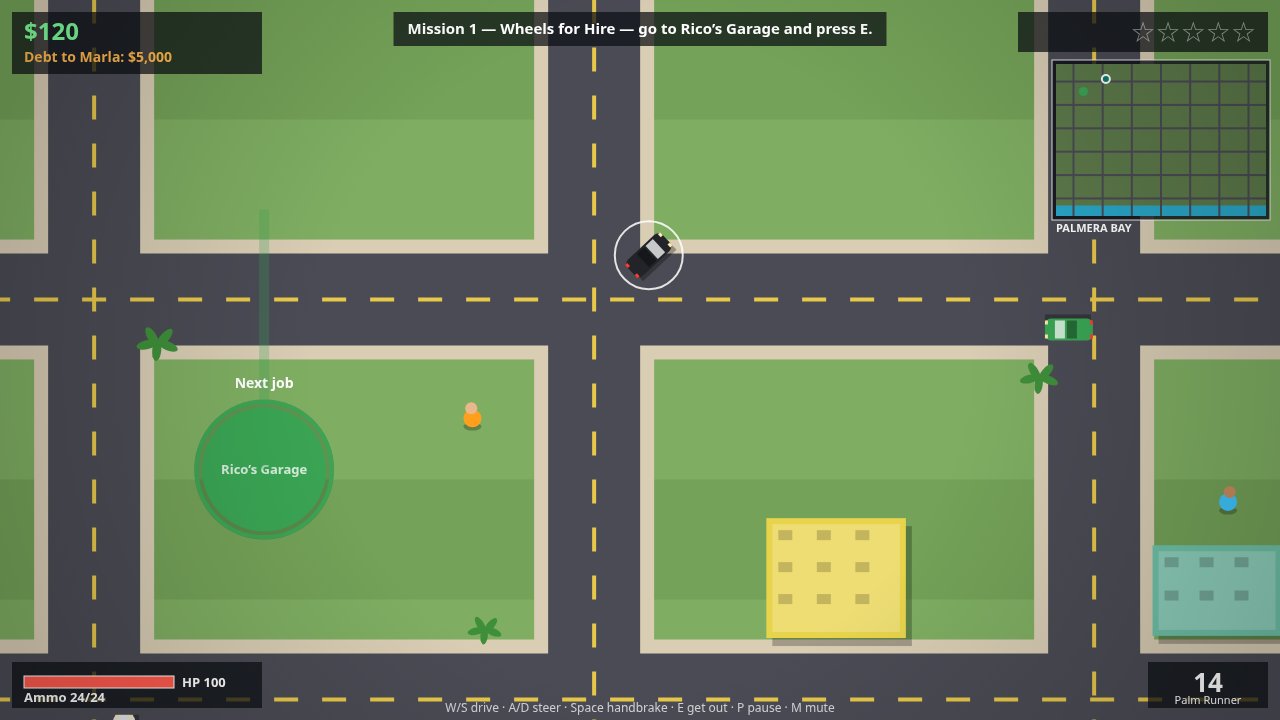 $120
Debt to Marla: $5,000
Mission 1 — Wheels for Hire — go to Rico’s Garage and press E.
PALMERA BAY
Next job
Rico’s Garage
HP 100
Ammo 24/24
W/S drive · A/D steer · Space handbrake · E get out · P pause · M mute
14
Palm Runner